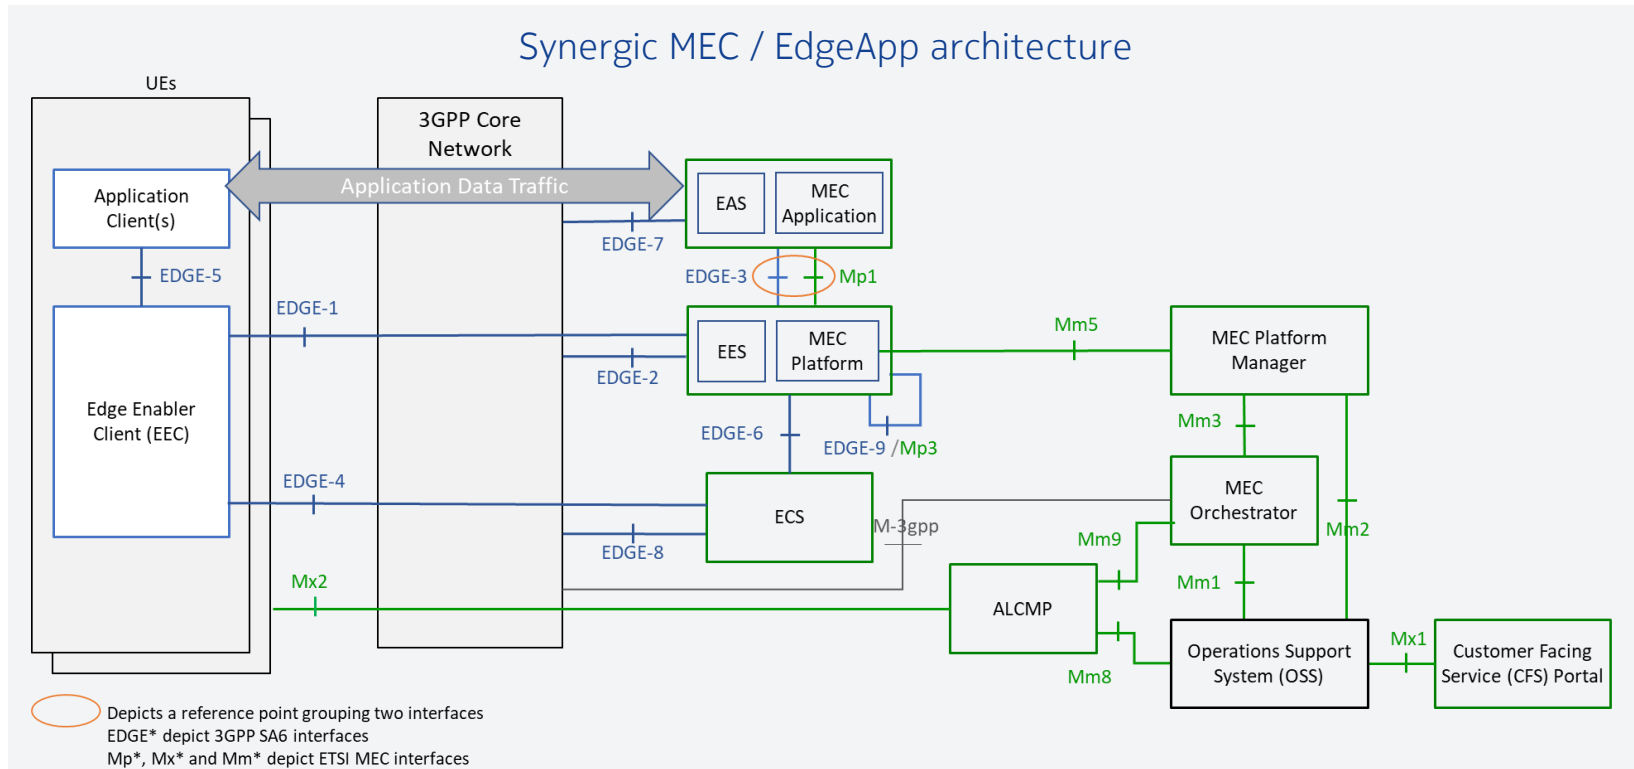 Synergic MEC / EdgeApp architecture
UEs
3GPP Core
Network
Application Data Traffic
Application
Client(s)
EAS
MEC
Application
EDGE-7
EDGE-5
EDGE-3
Mp1
EDGE-1
Edge Enabler
Client (EEC)
EES
MEC
Platform
EDGE-2
Mm5
MEC Platform
Manager
EDGE-6
EDGE-9 /Mp3
Mm3
EDGE-4
ECS
M-3gpp
MEC
Orchestrator
Mm2
EDGE-8
Mm9
Mx2
ALCMP
Mm1
Mm8
Operations Support
System (OSS)
Mx1
Customer Facing
Service (CFS) Portal
Depicts a reference point grouping two interfaces
EDGE* depict 3GPP SA6 interfaces
Mp*, Mx* and Mm* depict ETSI MEC interfaces